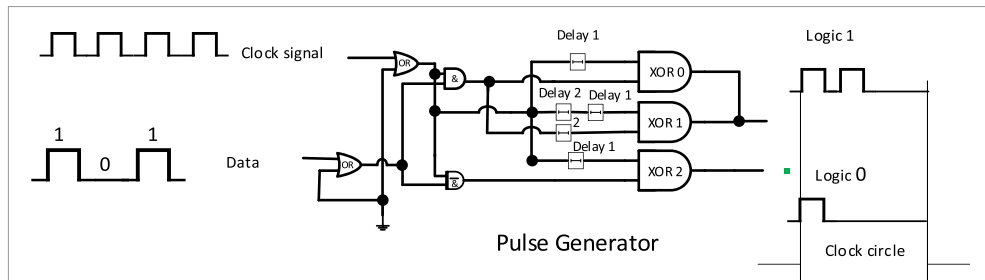 Clock signal
OR
&
Delay 1
XOR 0
Logic 1
Delay 2
Delay 1
2
XOR 1
1
0
1
Data
OR
&
Delay 1
XOR 2
Logic 0
Pulse Generator
Clock circle